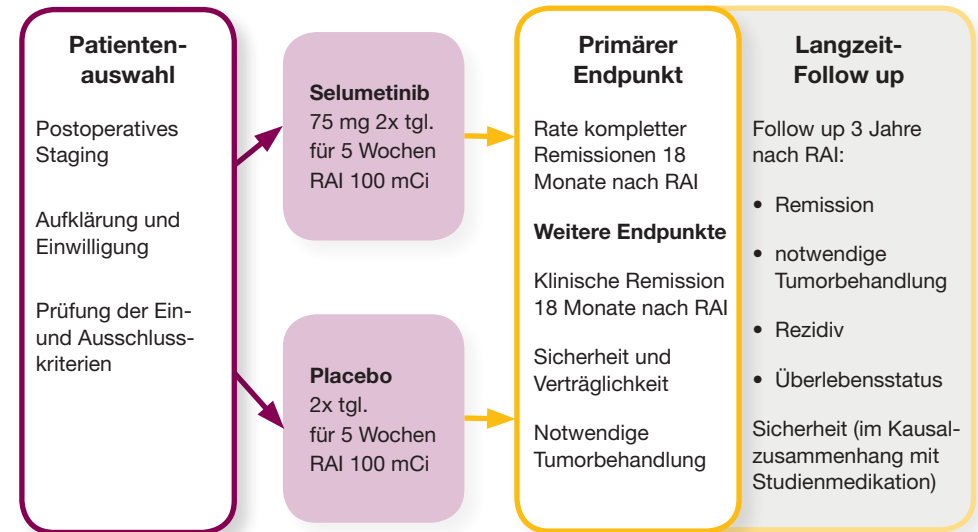 Patienten-
auswahl
Postoperatives
Staging
Aufklärung und
Einwilligung
Prüfung der Ein-
und Ausschluss-
kriterien
Selumetinib
75 mg 2x tgl.
für 5 Wochen
RAI 100 mCi
Placebo
2x tgl.
für 5 Wochen
RAI 100 mCi
Primärer
Endpunkt
Rate kompletter
Remissionen 18
Monate nach RAI
Weitere Endpunkte
Klinische Remission
18 Monate nach RAI
Sicherheit und
Verträglichkeit
Notwendige
Tumorbehandlung
Langzeit-
Follow up
Follow up 3 Jahre
nach RAI:
• Remission
• notwendige
Tumorbehandlung
• Rezidiv
• Überlebensstatus
Sicherheit (im Kausal-
zusammenhang mit
Studienmedikation)